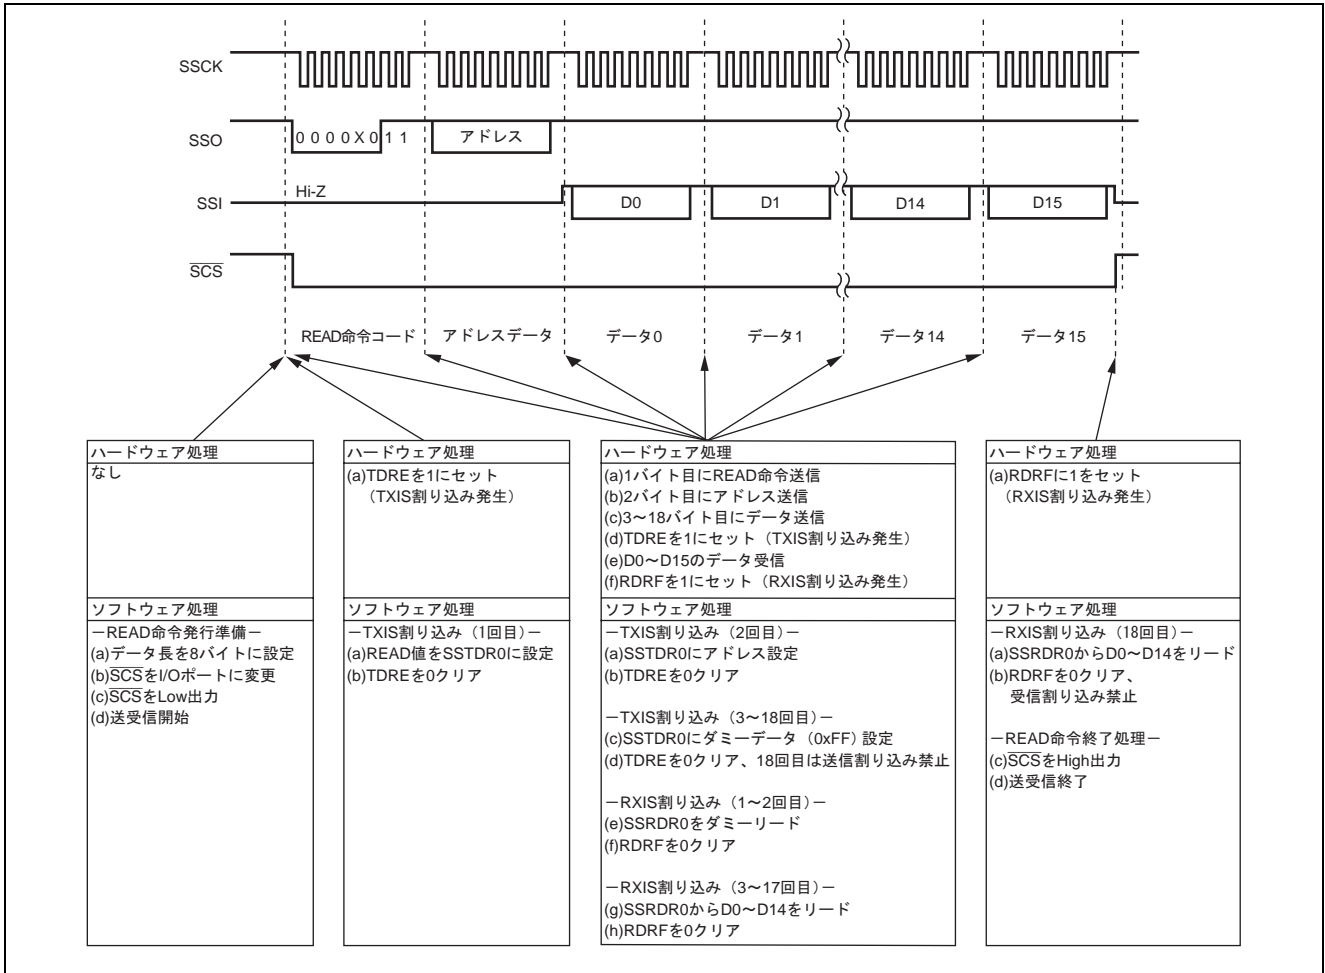 SSCK
SSO
0 0 0 0 X 0 1 1
アドレス
SSI
Hi-Z
D0
D1
D14
D15
SCS
READ命令コード
アドレスデータ
データ0
データ1
データ14
データ15
ハードウェア処理
なし
ソフトウェア処理
－READ命令発行準備－
(a)データ長を8バイトに設定
(b)SCSをI/Oポートに変更
(c)SCSをLow出力
(d)送受信開始
ハードウェア処理
(a)TDREを1にセット
（TXIS割り込み発生）
ソフトウェア処理
－TXIS割り込み（1回目）－
(a)READ値をSSTDR0に設定
(b)TDREを0クリア
ハードウェア処理
(a)1バイト目にREAD命令送信
(b)2バイト目にアドレス送信
(c)3～18バイト目にデータ送信
(d)TDREを1にセット（TXIS割り込み発生）
(e)D0～D15のデータ受信
(f)RDRFを1にセット（RXIS割り込み発生）
ソフトウェア処理
－TXIS割り込み（2回目）－
(a)SSTDR0にアドレス設定
(b)TDREを0クリア
－TXIS割り込み（3～18回目）－
(c)SSTDR0にダミーデータ（0xFF）設定
(d)TDREを0クリア、18回目は送信割り込み禁止
－RXIS割り込み（1～2回目）－
(e)SSRDR0をダミーリード
(f)RDRFを0クリア
－RXIS割り込み（3～17回目）－
(g)SSRDR0からD0～D14をリード
(h)RDRFを0クリア
ハードウェア処理
(a)RDRFに1をセット
（RXIS割り込み発生）
ソフトウェア処理
－RXIS割り込み（18回目）－
(a)SSRDR0からD0～D14をリード
(b)RDRFを0クリア、
受信割り込み禁止
－READ命令終了処理－
(c)SCSをHigh出力
(d)送受信終了